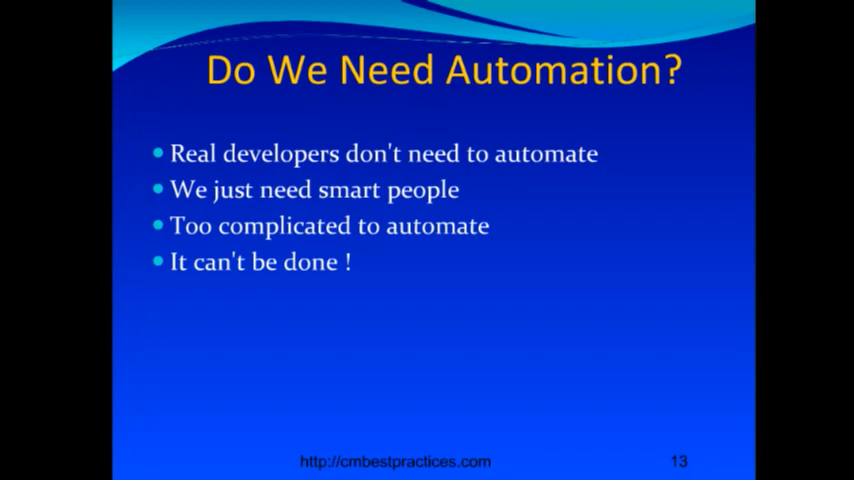 Do We Need Automation?
Real developers don't need to automate
We just need smart people
Too complicated to automate
It can't be done !
http://cmbestpractices.com
13